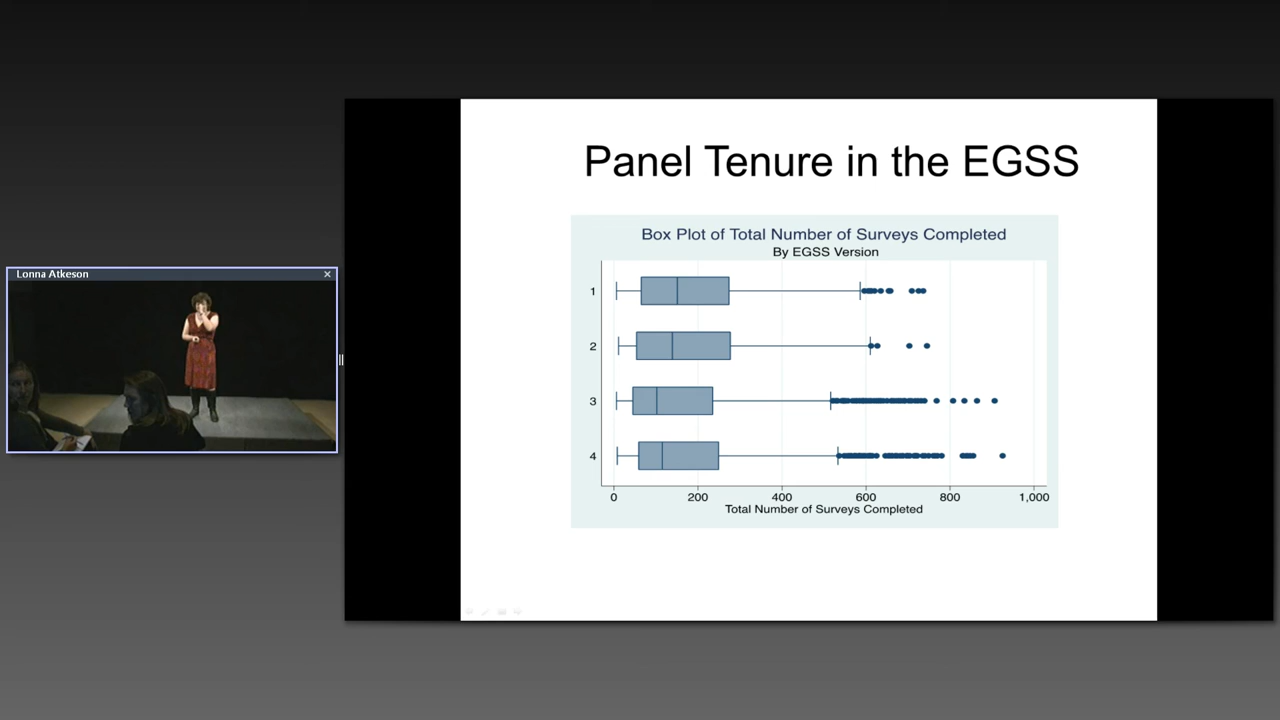 Lonna Atkeson
Panel Tenure in the EGSS
Box Plot of Total Number of Surveys Completed
By EGSS Version
1
2
3
4
0 200 400 600 800 1,000
Total Number of Surveys Completed